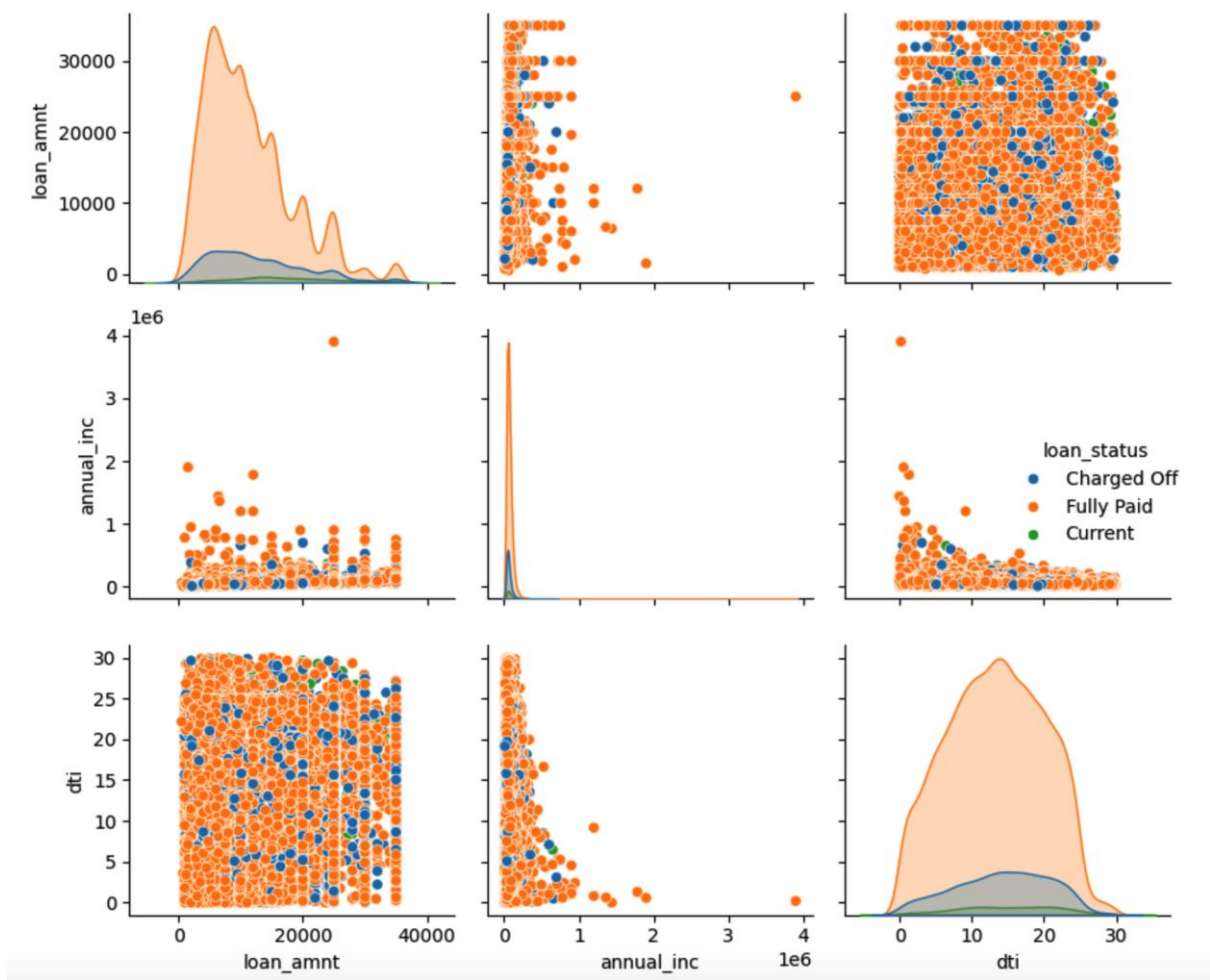 loan_amnt
30000
20000
10000
0
1e6
annual_inc
4
3
2
1
0
loan_status
Charged Off
Fully Paid
Current
dti
30
25
20
15
10
5
0
0 20000 40000
loan_amnt
0 1 2 3 4
annual_inc 1e6
0 10 20 30
dti